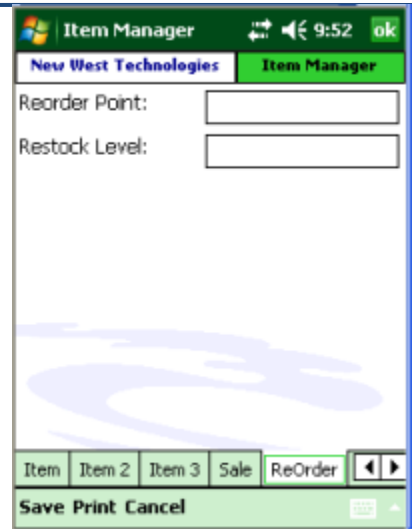 Item Manager 9:52 ok
New West Technologies Item Manager
Reorder Point:
Restock Level:
Item Item 2 Item 3 Sale ReOrder
Save Print Cancel